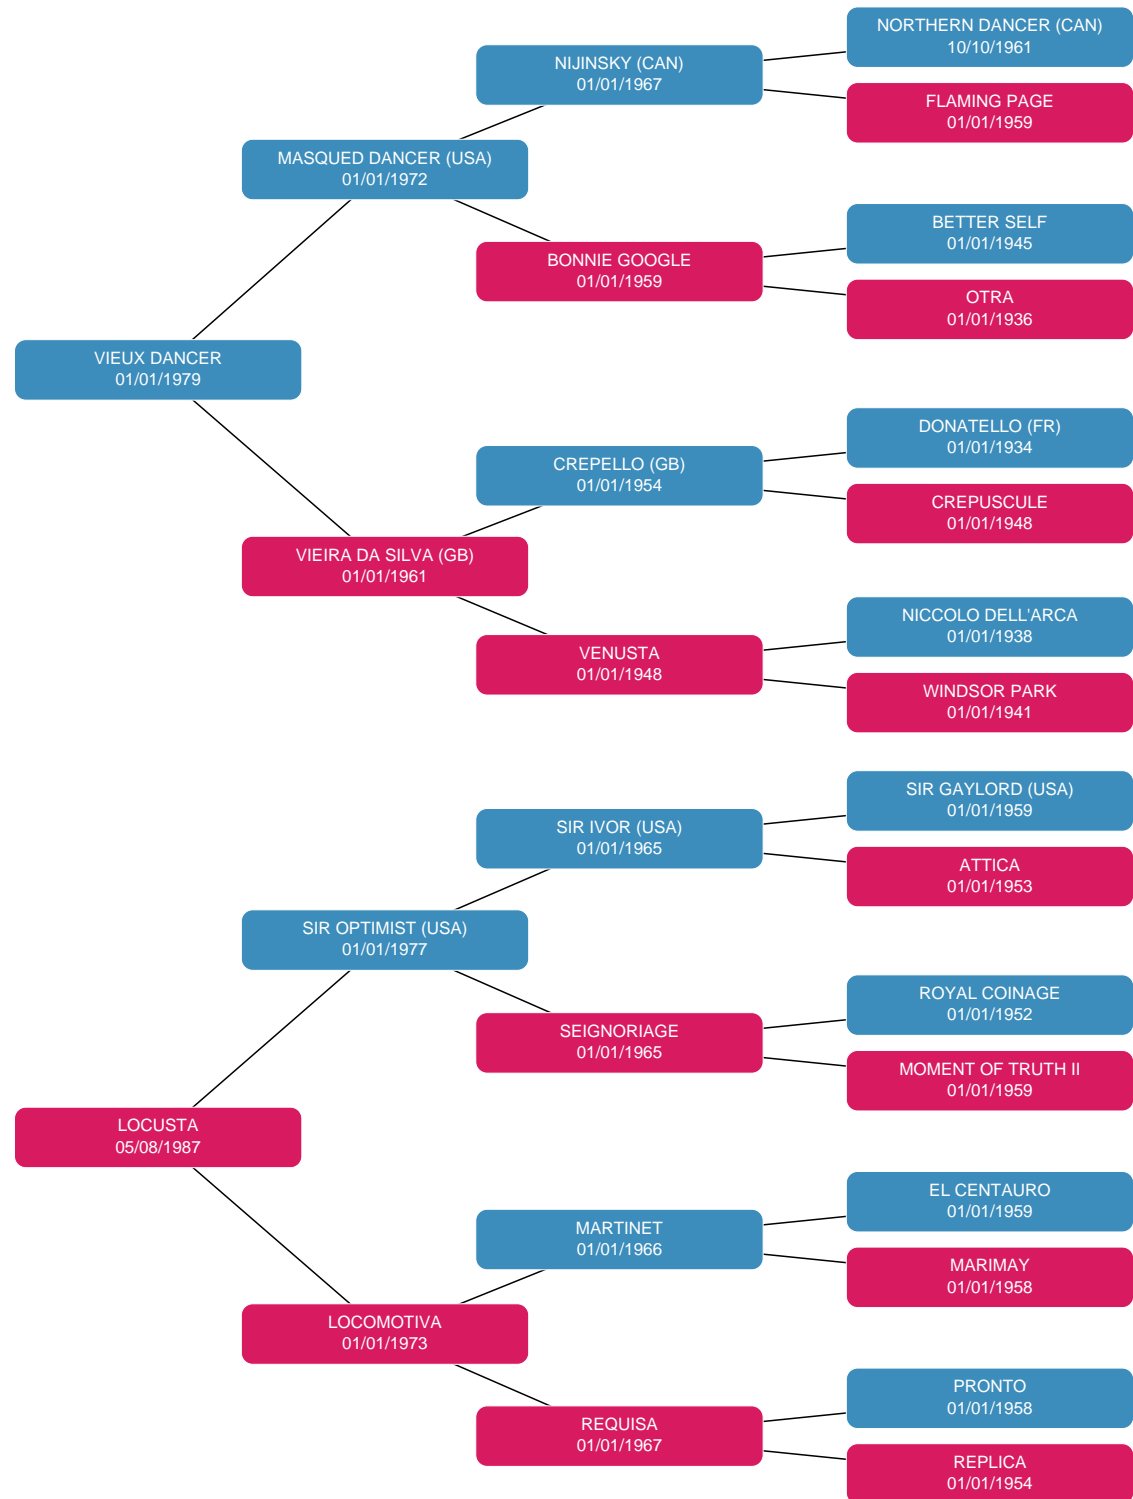 NORTHERN DANCER (CAN)
10/10/1961
NIJINSKY (CAN)
01/01/1967
FLAMING PAGE
01/01/1959
MASQUED DANCER (USA)
01/01/1972
BETTER SELF
01/01/1945
BONNIE GOOGLE
01/01/1959
OTRA
01/01/1936
VIEUX DANCER
01/01/1979
DONATELLO (FR)
01/01/1934
CREPELLO (GB)
01/01/1954
CREPUSCULE
01/01/1948
VIEIRA DA SILVA (GB)
01/01/1961
NICCOLO DELL'ARCA
01/01/1938
VENUSTA
01/01/1948
WINDSOR PARK
01/01/1941
SIR GAYLORD (USA)
01/01/1959
SIR IVOR (USA)
01/01/1965
ATTICA
01/01/1953
SIR OPTIMIST (USA)
01/01/1977
ROYAL COINAGE
01/01/1952
SEIGNORIAGE
01/01/1965
MOMENT OF TRUTH II
01/01/1959
LOCUSTA
05/08/1987
EL CENTAURO
01/01/1959
MARTINET
01/01/1966
MARIMAY
01/01/1958
LOCOMOTIVA
01/01/1973
PRONTO
01/01/1958
REQUISA
01/01/1967
REPLICA
01/01/1954